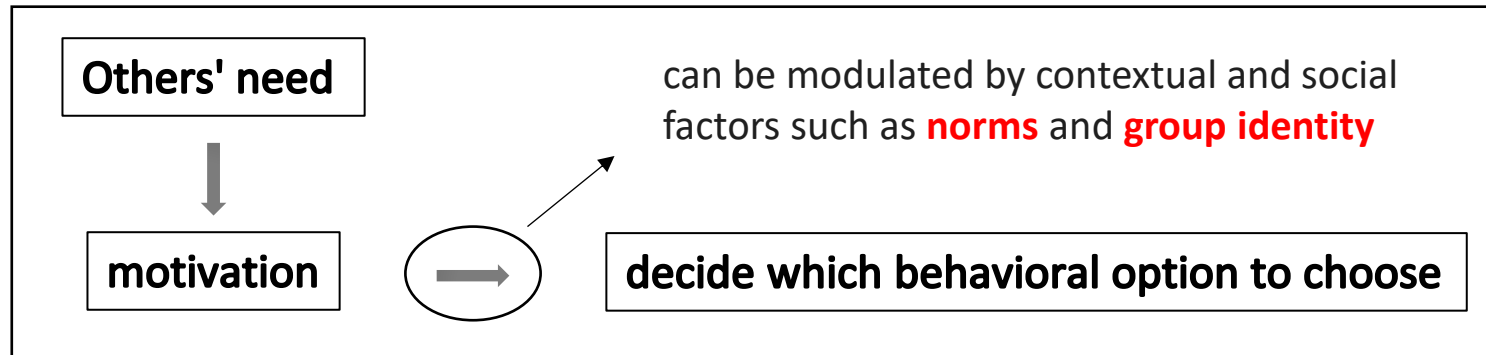 Others' need
can be modulated by contextual and social
factors such as norms and group identity
motivation
decide which behavioral option to choose